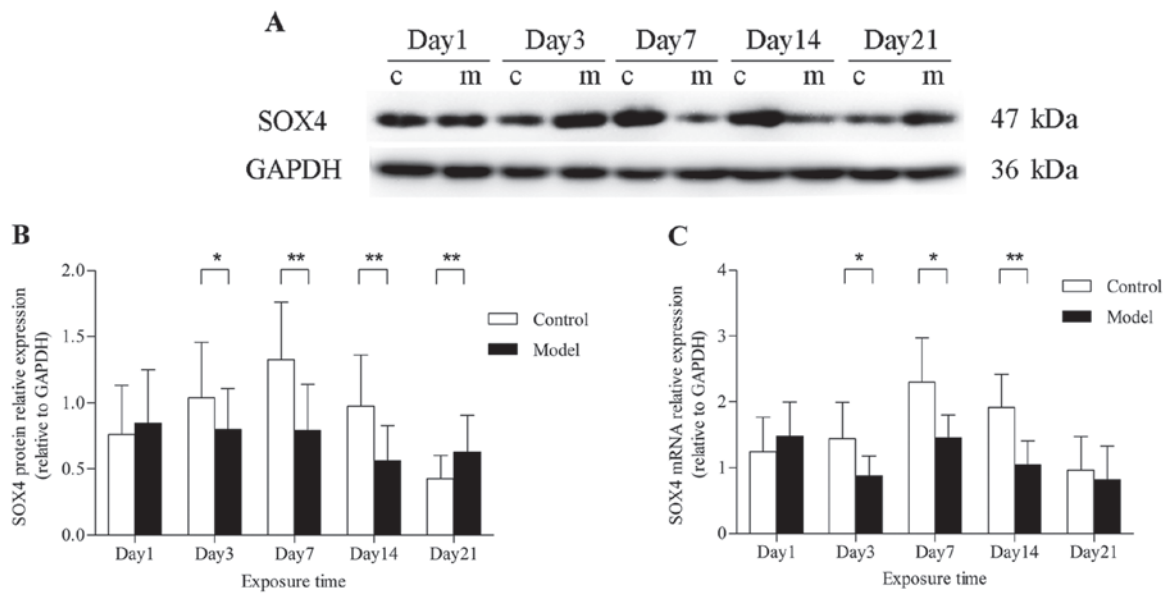 A
Day1 Day3 Day7 Day14 Day21
c m c m c m c m c m
SOX4 47 kDa
GAPDH 36 kDa
B
* ** ** **
SOX4 protein relative expression
(relative to GAPDH)
2.0
1.5
1.0
0.5
0.0
Control
Model
Day1 Day3 Day7 Day14 Day21
Exposure time
C
* * **
SOX4 mRNA relative expression
(relative to GAPDH)
4
3
2
1
0
Control
Model
Day1 Day3 Day7 Day14 Day21
Exposure time